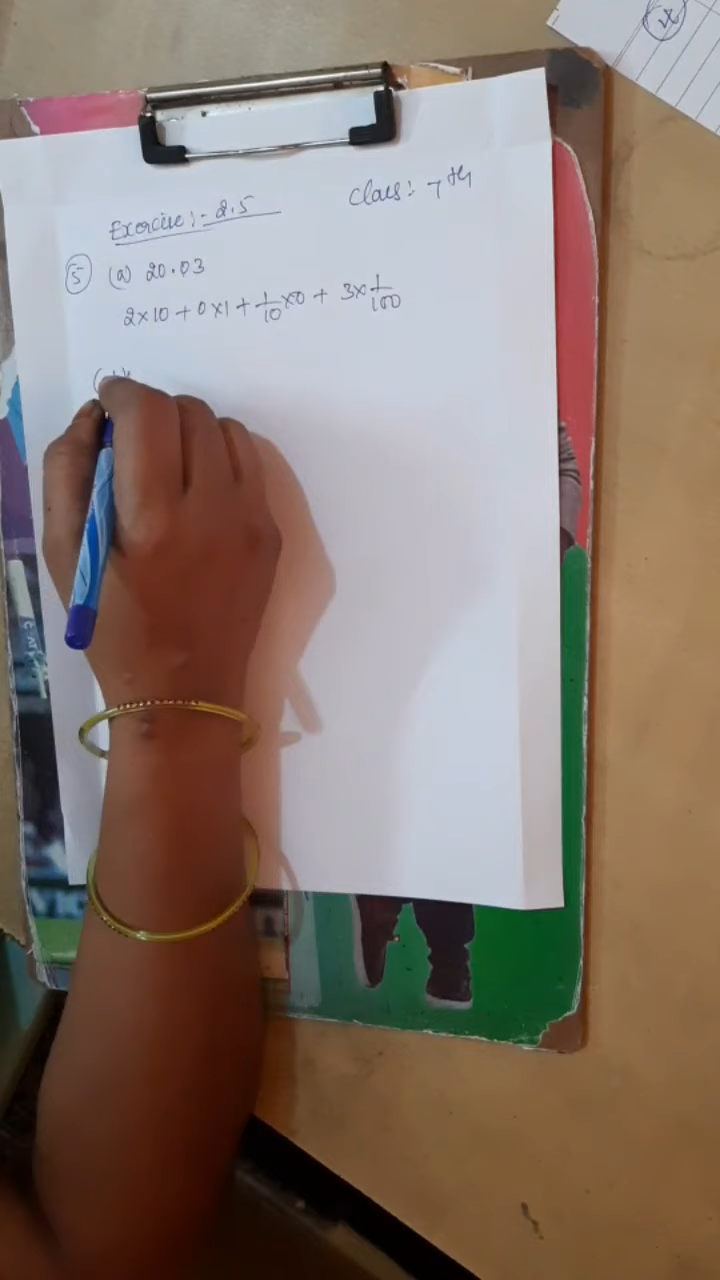 Exercise :- 2.5
Class: 7th
5 (a) 20.03
2×10 + 0×1 + 1/10×0 + 3×1/100